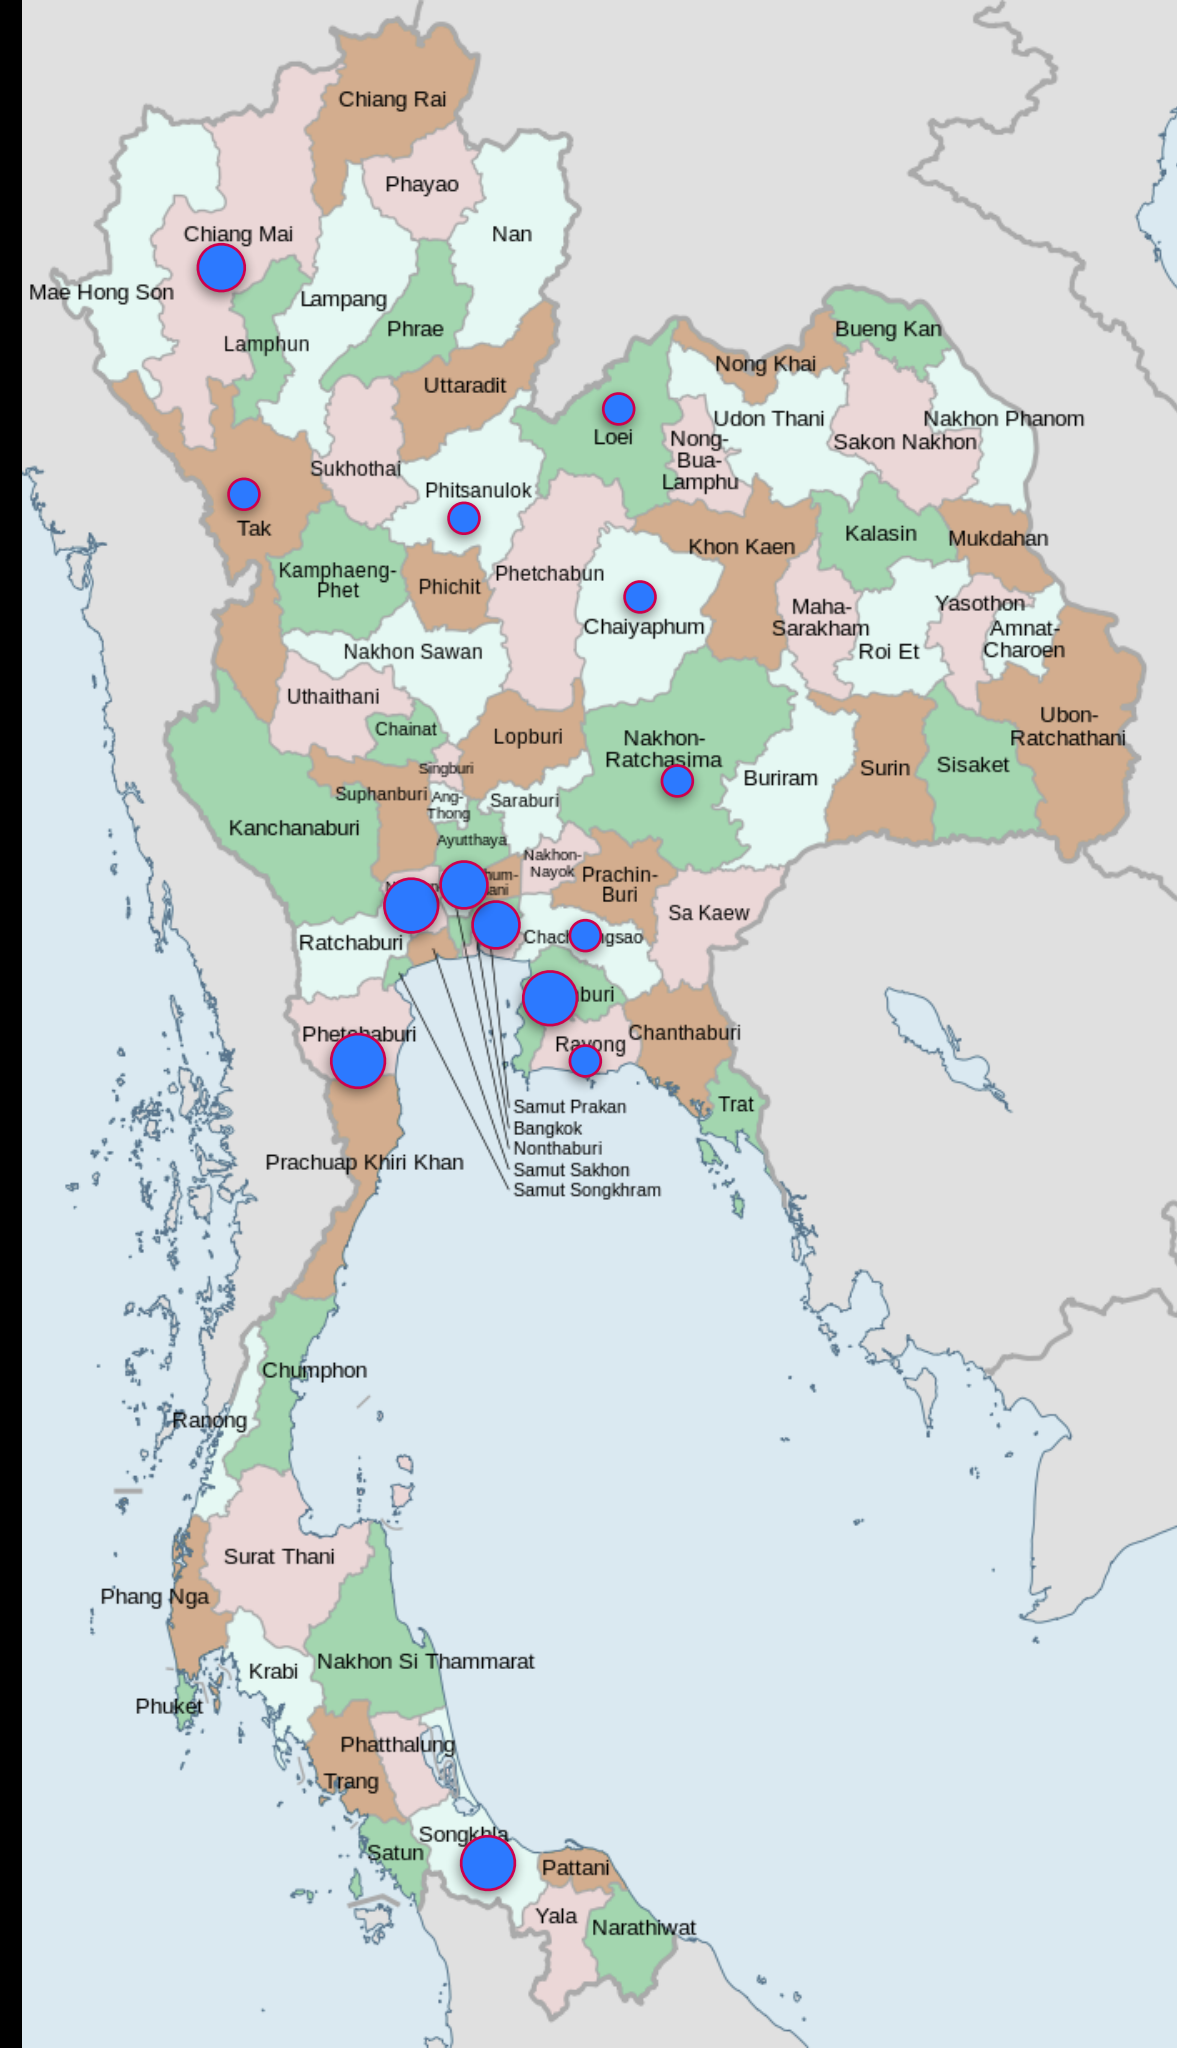 Chiang Rai
Phayao
Chiang Mai
Nan
Mae Hong Son
Lampang
Phrae
Lamphun
Bueng Kan
Nong Khai
Uttaradit
Udon Thani
Nakhon Phanom
Loei
Nong-
Bua-
Lamphu
Sakon Nakhon
Sukhothai
Phitsanulok
Tak
Kalasin
Mukdahan
Khon Kaen
Kamphaeng-
Phet
Phichit
Phetchabun
Chaiyaphum
Maha-
Sarakham
Yasothon
Amnat-
Charoen
Roi Et
Nakhon Sawan
Uthaithani
Chainat
Lopburi
Nakhon-
Ratchasima
Ubon-
Ratchathani
Singburi
Buriram
Surin
Sisaket
Suphanburi
Ang-
Thong
Saraburi
Kanchanaburi
Ayutthaya
Nakhon-
Nayok
Prachin-
Buri
Sa Kaew
Ratchaburi
Phetchaburi
Rayong
Chanthaburi
Trat
Samut Prakan
Bangkok
Nonthaburi
Samut Sakhon
Samut Songkhram
Prachuap Khiri Khan
Chumphon
Ranong
Surat Thani
Phang Nga
Nakhon Si Thammarat
Krabi
Phuket
Phatthalung
Trang
Songkhla
Satun
Pattani
Yala
Narathiwat